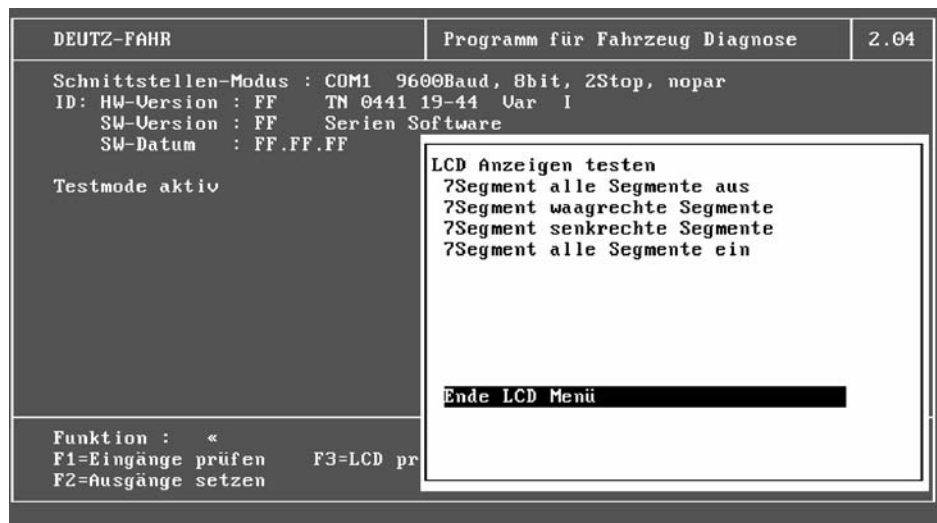 DEUTZ-FAHR Programm für Fahrzeug Diagnose 2.04
Schnittstellen-Modus : COM1 9600Baud, 8bit, 2Stop, nopar
ID: HW-Version : FF TN 0441 19-44 Var I
SW-Version : FF Serien Software
SW-Datum : FF.FF.FF
Testmode aktiv
LCD Anzeigen testen
7Segment alle Segmente aus
7Segment waagrechte Segmente
7Segment senkrechte Segmente
7Segment alle Segmente ein
Ende LCD Menü
Funktion : «
F1=Eingänge prüfen F3=LCD pr
F2=Ausgänge setzen